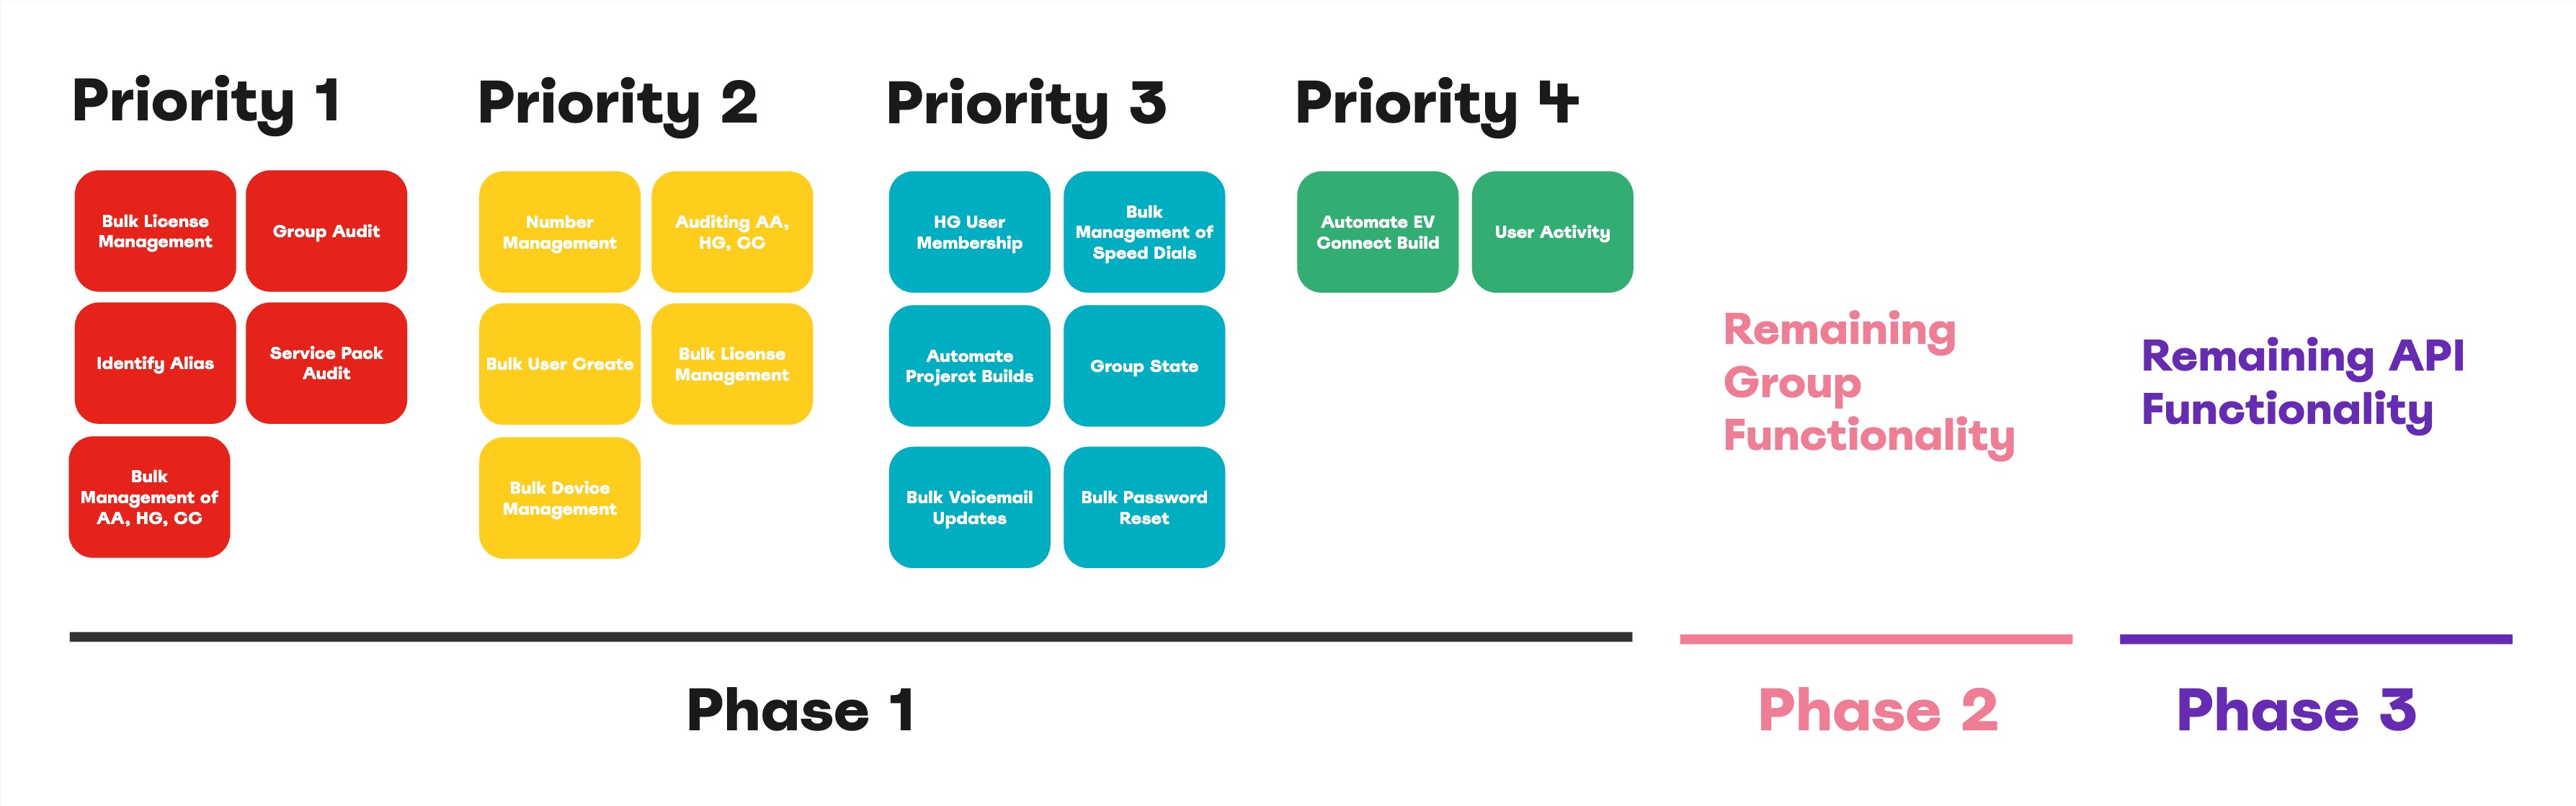 Priority 1
Bulk License
Management
Group Audit
Identify Alias
Service Pack
Audit
Bulk
Management of
AA, HG, CC
Priority 2
Number
Management
Auditing AA,
HG, CC
Bulk User Create
Bulk License
Management
Bulk Device
Management
Priority 3
HG User
Membership
Bulk
Management of
Speed Dials
Automate
Projerct Builds
Group State
Bulk Voicemail
Updates
Bulk Password
Reset
Priority 4
Automate EV
Connect Build
User Activity
Phase 1
Remaining
Group
Functionality
Phase 2
Remaining API
Functionality
Phase 3